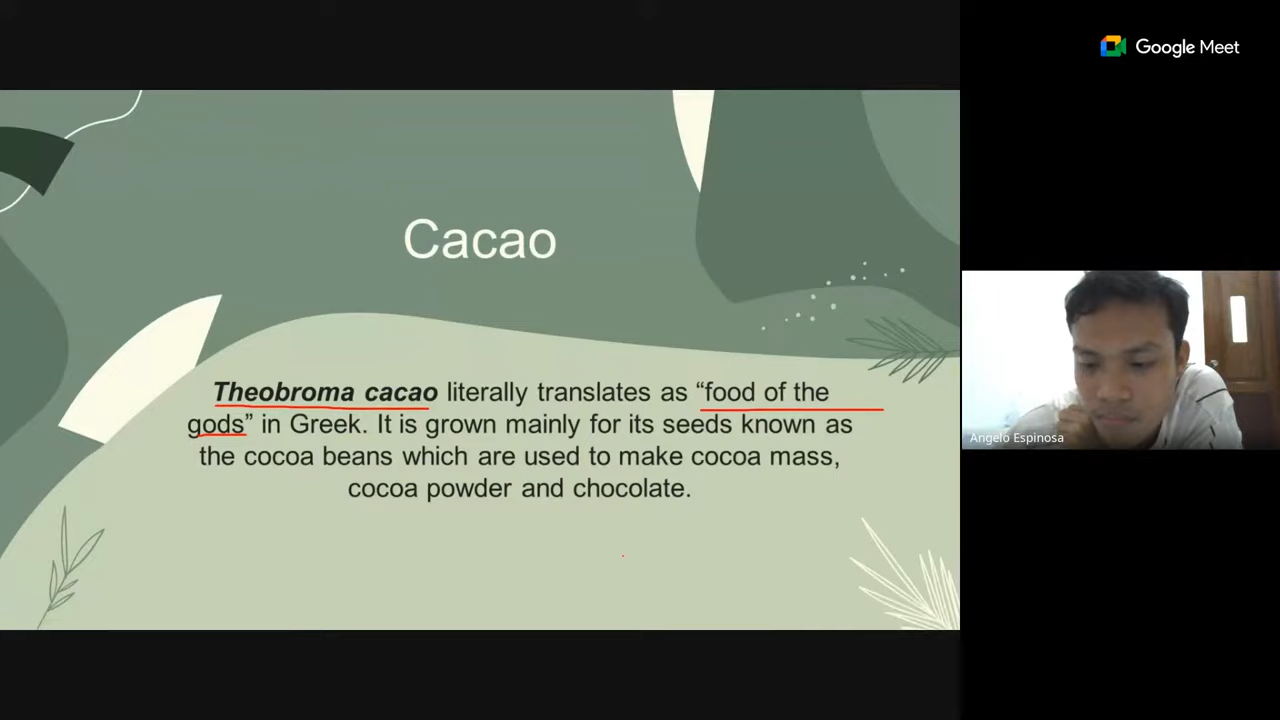 Google Meet
Cacao
Theobroma cacao literally translates as “food of the
gods” in Greek. It is grown mainly for its seeds known as
the cocoa beans which are used to make cocoa mass,
cocoa powder and chocolate.
Angelo Espinosa